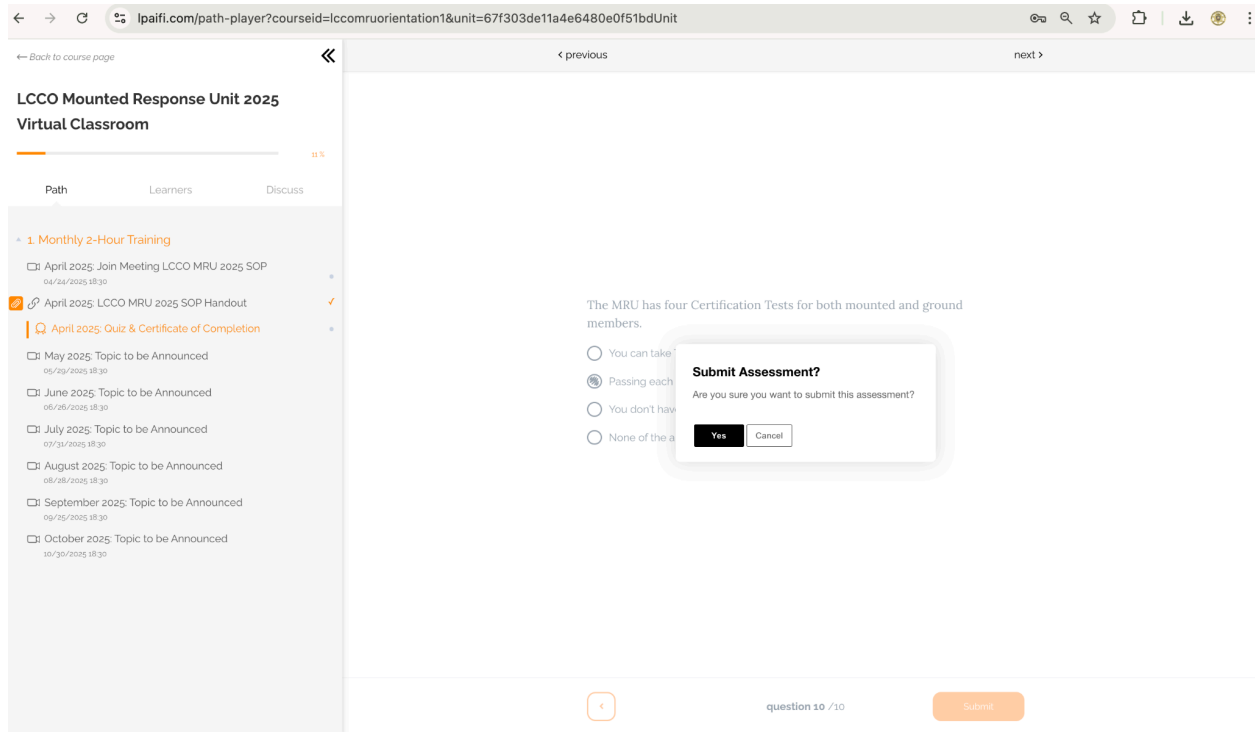 lpaifi.com/path-player?courseid=lccomruorientation1&unit=67f303de11a4e6480e0f51bdUnit
← Back to course page
LCCO Mounted Response Unit 2025
Virtual Classroom
11 %
Path
Learners
Discuss
1. Monthly 2-Hour Training
April 2025: Join Meeting LCCO MRU 2025 SOP
04/24/2025 18:30
April 2025: LCCO MRU 2025 SOP Handout
April 2025: Quiz & Certificate of Completion
May 2025: Topic to be Announced
05/29/2025 18:30
June 2025: Topic to be Announced
06/26/2025 18:30
July 2025: Topic to be Announced
07/31/2025 18:30
August 2025: Topic to be Announced
08/28/2025 18:30
September 2025: Topic to be Announced
09/25/2025 18:30
October 2025: Topic to be Announced
10/30/2025 18:30
< previous
next >
The MRU has four Certification Tests for both mounted and ground
members.
You can take
Passing each
You don't hav
None of the a
Submit Assessment?
Are you sure you want to submit this assessment?
Yes
Cancel
question 10 /10
Submit